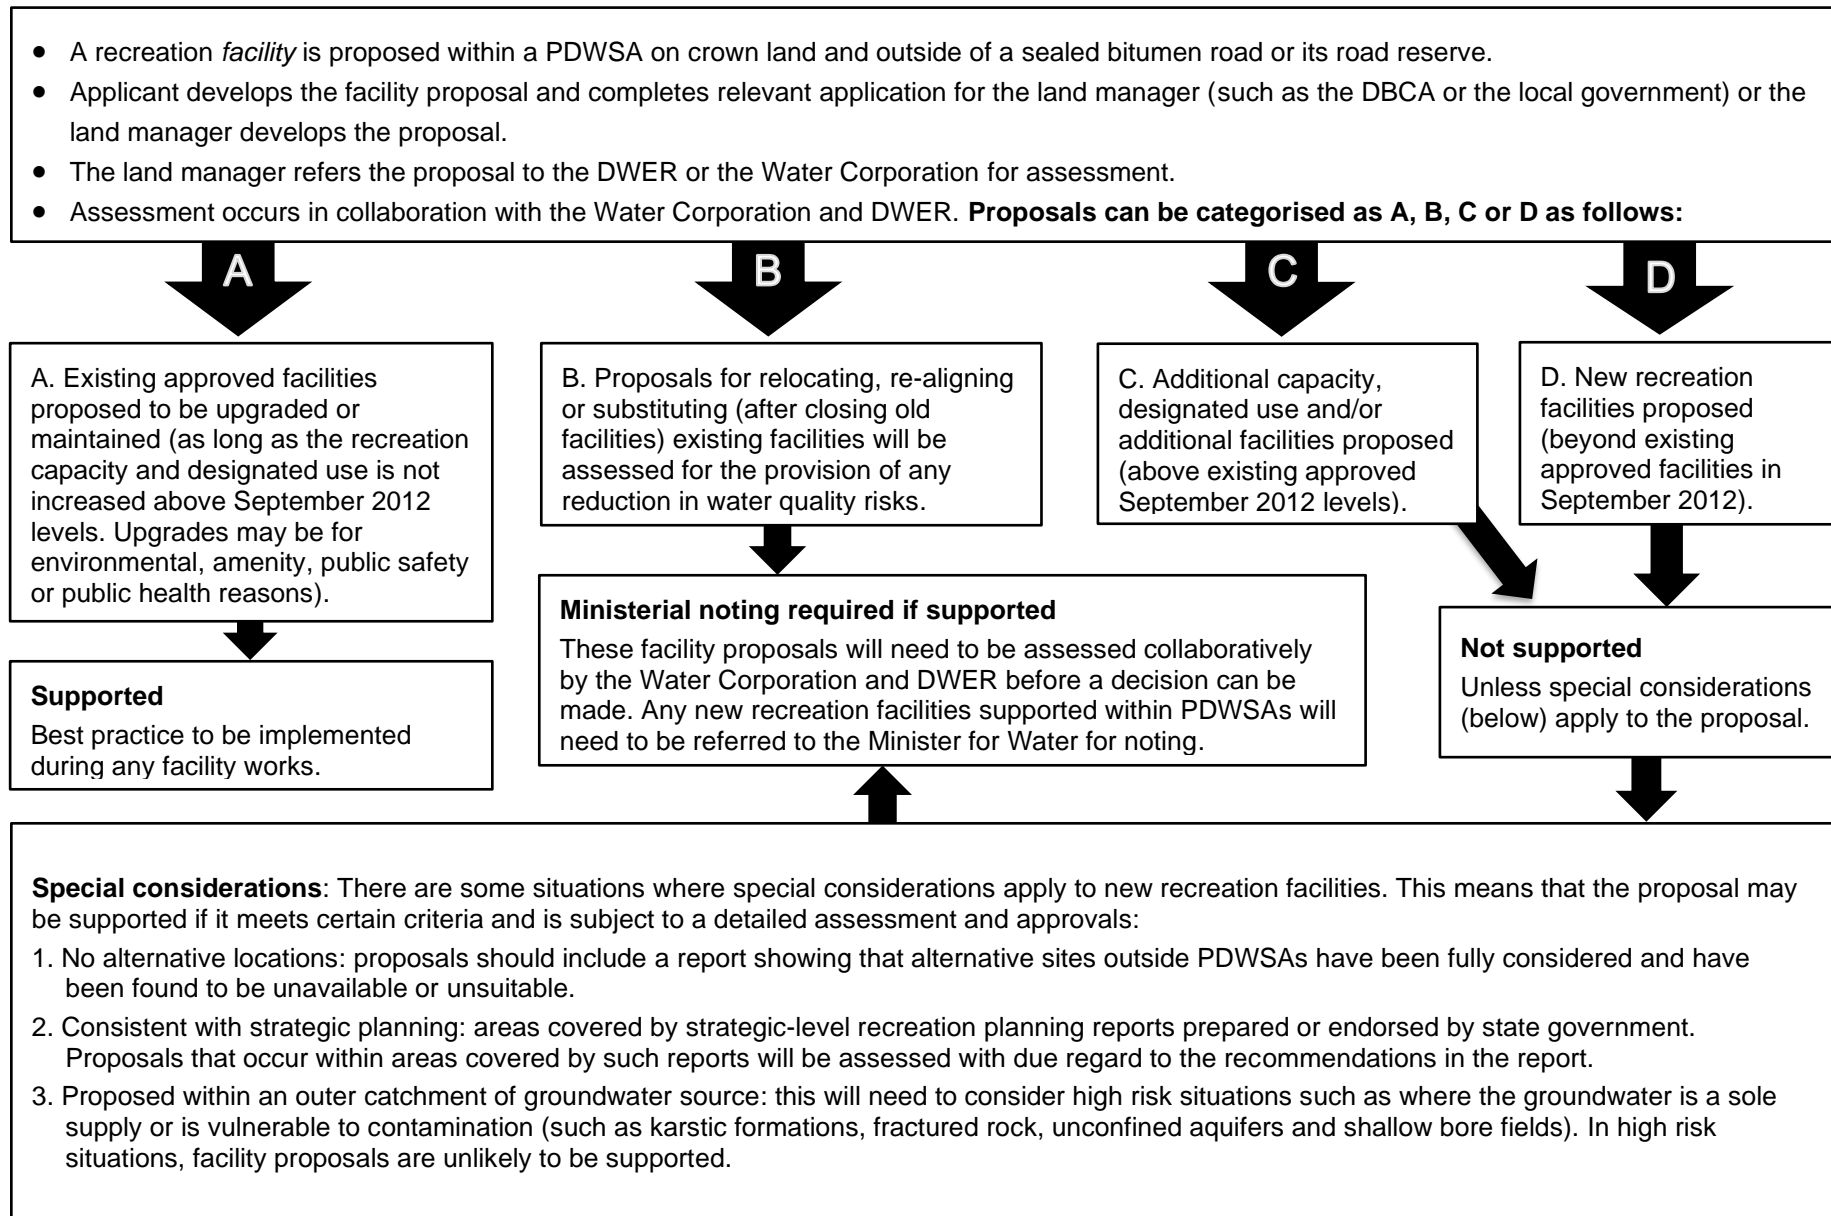 • A recreation facility is proposed within a PDWSA on crown land and outside of a sealed bitumen road or its road reserve.
• Applicant develops the facility proposal and completes relevant application for the land manager (such as the DBCA or the local government) or the
land manager develops the proposal.
• The land manager refers the proposal to the DWER or the Water Corporation for assessment.
• Assessment occurs in collaboration with the Water Corporation and DWER. Proposals can be categorised as A, B, C or D as follows:
A
B
C
D
A. Existing approved facilities
proposed to be upgraded or
maintained (as long as the recreation
capacity and designated use is not
increased above September 2012
levels. Upgrades may be for
environmental, amenity, public safety
or public health reasons).
B. Proposals for relocating, re-aligning
or substituting (after closing old
facilities) existing facilities will be
assessed for the provision of any
reduction in water quality risks.
C. Additional capacity,
designated use and/or
additional facilities proposed
(above existing approved
September 2012 levels).
D. New recreation
facilities proposed
(beyond existing
approved facilities in
September 2012).
Supported
Best practice to be implemented
during any facility works.
Ministerial noting required if supported
These facility proposals will need to be assessed collaboratively
by the Water Corporation and DWER before a decision can be
made. Any new recreation facilities supported within PDWSAs will
need to be referred to the Minister for Water for noting.
Not supported
Unless special considerations
(below) apply to the proposal.
Special considerations: There are some situations where special considerations apply to new recreation facilities. This means that the proposal may
be supported if it meets certain criteria and is subject to a detailed assessment and approvals:
1. No alternative locations: proposals should include a report showing that alternative sites outside PDWSAs have been fully considered and have
been found to be unavailable or unsuitable.
2. Consistent with strategic planning: areas covered by strategic-level recreation planning reports prepared or endorsed by state government.
Proposals that occur within areas covered by such reports will be assessed with due regard to the recommendations in the report.
3. Proposed within an outer catchment of groundwater source: this will need to consider high risk situations such as where the groundwater is a sole
supply or is vulnerable to contamination (such as karstic formations, fractured rock, unconfined aquifers and shallow bore fields). In high risk
situations, facility proposals are unlikely to be supported.